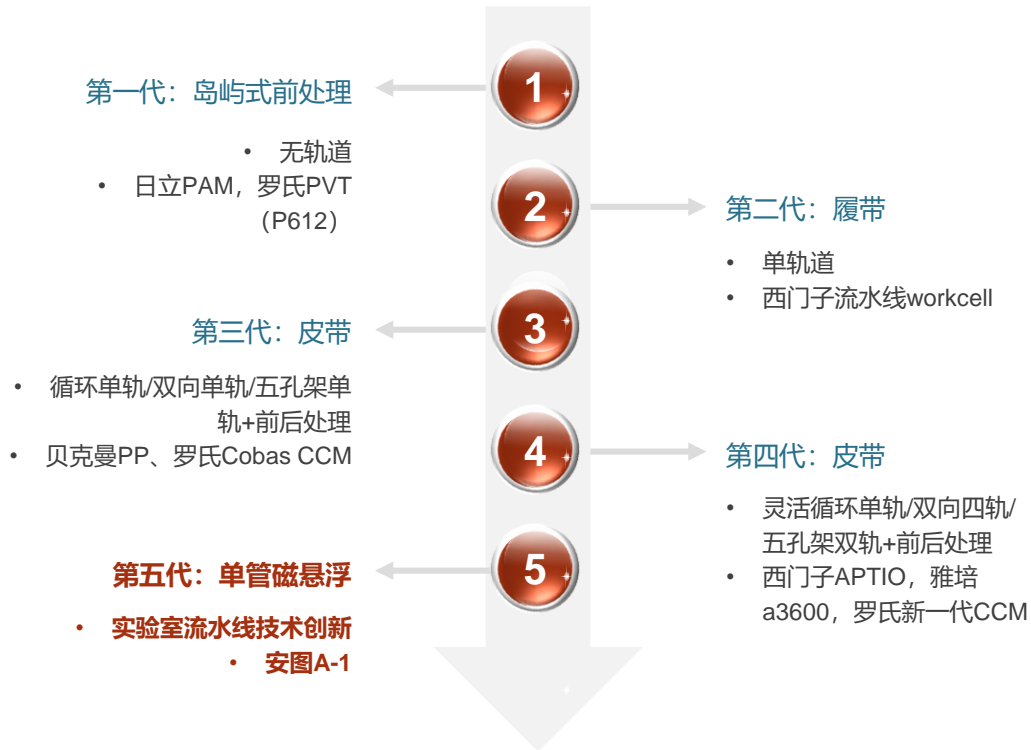 1
第一代：岛屿式前处理
• 无轨道
• 日立PAM，罗氏PVT
（P612）
2
第二代：履带
• 单轨道
• 西门子流水线workcell
3
第三代：皮带
• 循环单轨/双向单轨/五孔架单
轨+前后处理
• 贝克曼PP、罗氏Cobas CCM
4
第四代：皮带
• 灵活循环单轨/双向四轨/
五孔架双轨+前后处理
• 西门子APTIO，雅培
a3600，罗氏新一代CCM
5
第五代：单管磁悬浮
• 实验室流水线技术创新
• 安图A-1